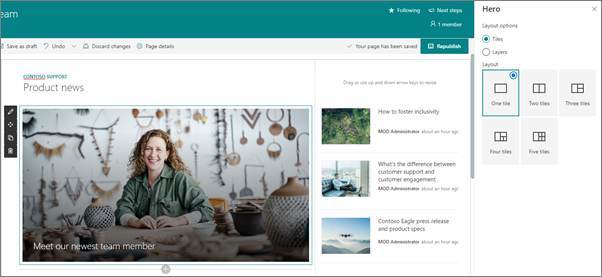 eam
Following
Next steps
1 member
Save as draft
Undo
Discard changes
Page details
Your page has been saved
Republish
CONTOSO SUPPORT
Product news
Meet our newest team member
Drag or use up and down arrow keys to resize
How to foster inclusivity
MOD Administrator about an hour ago
What's the difference between
customer support and
customer engagement
MOD Administrator about an hour ago
Contoso Eagle press release
and product specs
MOD Administrator about an hour ago
Hero
Layout options
Tiles
Layers
Layout
One tile
Two tiles
Three tiles
Four tiles
Five tiles